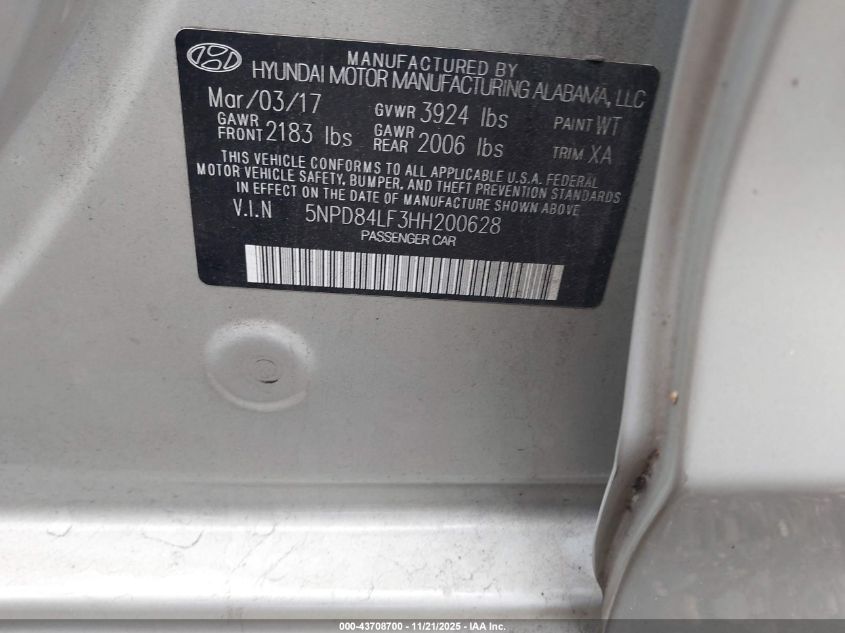 MANUFACTURED BY
HYUNDAI MOTOR MANUFACTURING ALABAMA, LLC
Mar/03/17 GVWR 3924 lbs PAINT WT
GAWR FRONT 2183 lbs GAWR REAR 2006 lbs TRIM XA
THIS VEHICLE CONFORMS TO ALL APPLICABLE U.S.A. FEDERAL
MOTOR VEHICLE SAFETY, BUMPER, AND THEFT PREVENTION STANDARDS
IN EFFECT ON THE DATE OF MANUFACTURE SHOWN ABOVE.
V.I.N 5NPD84LF3HH200628
PASSENGER CAR
000-43708700 - 11/21/2025 - IAA Inc.